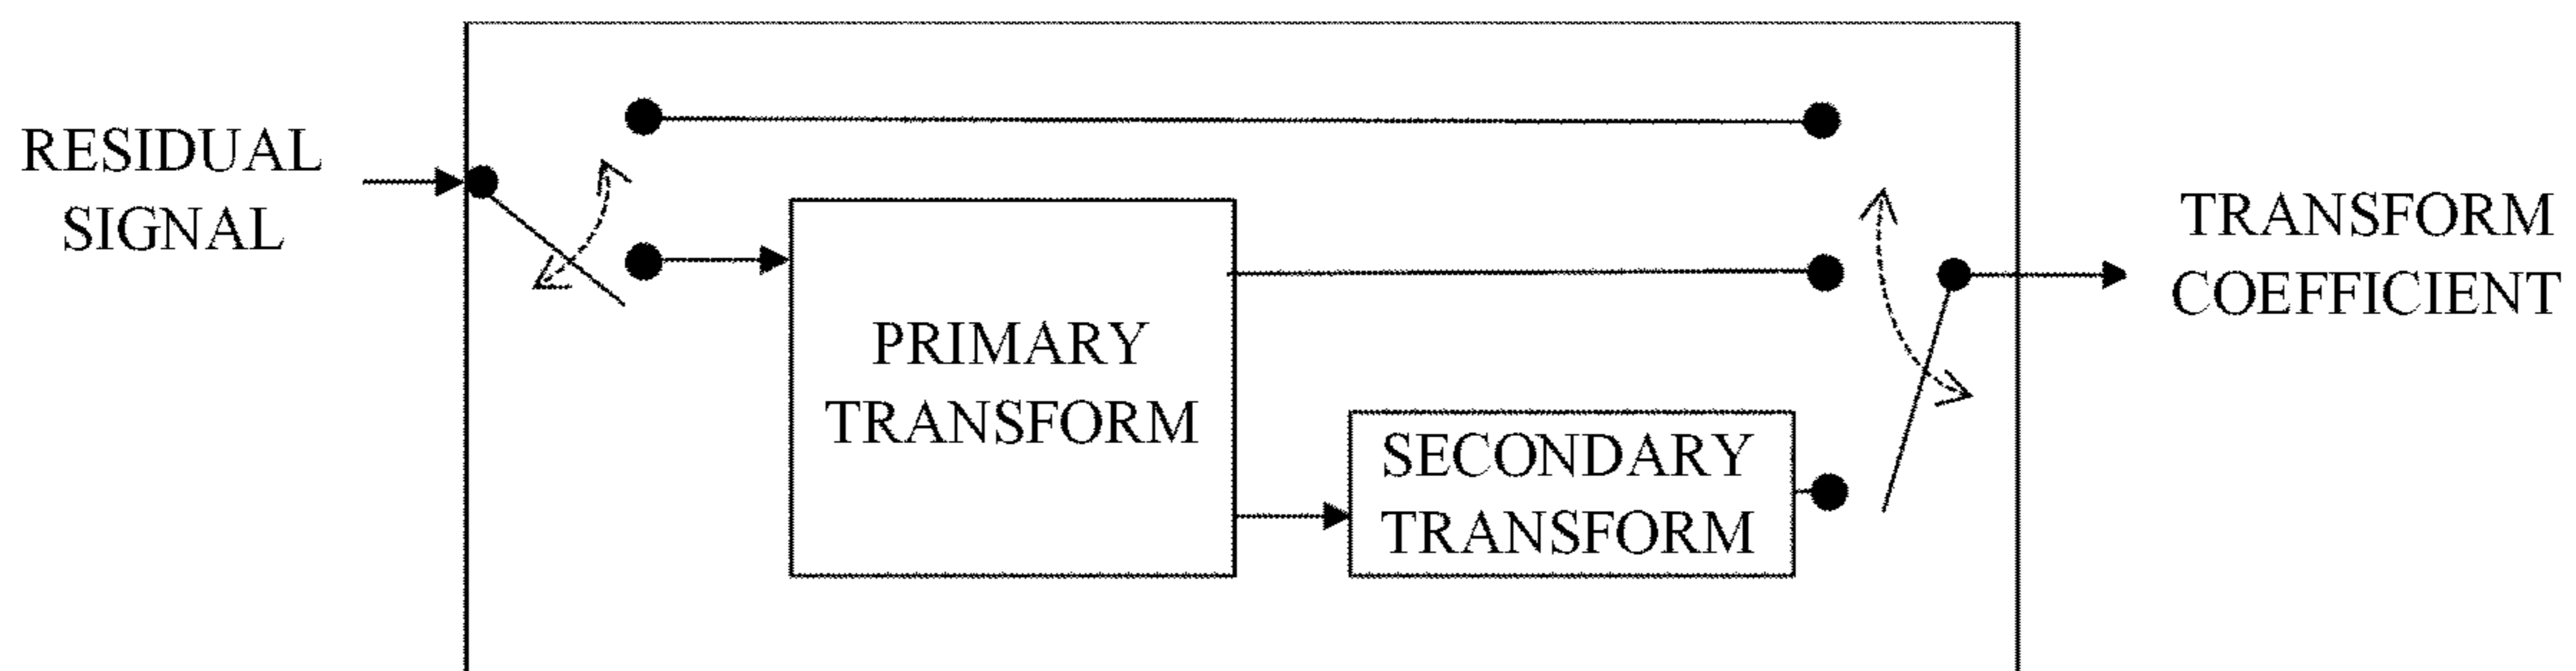 RESIDUAL
SIGNAL
PRIMARY
TRANSFORM
SECONDARY
TRANSFORM
TRANSFORM
COEFFICIENT